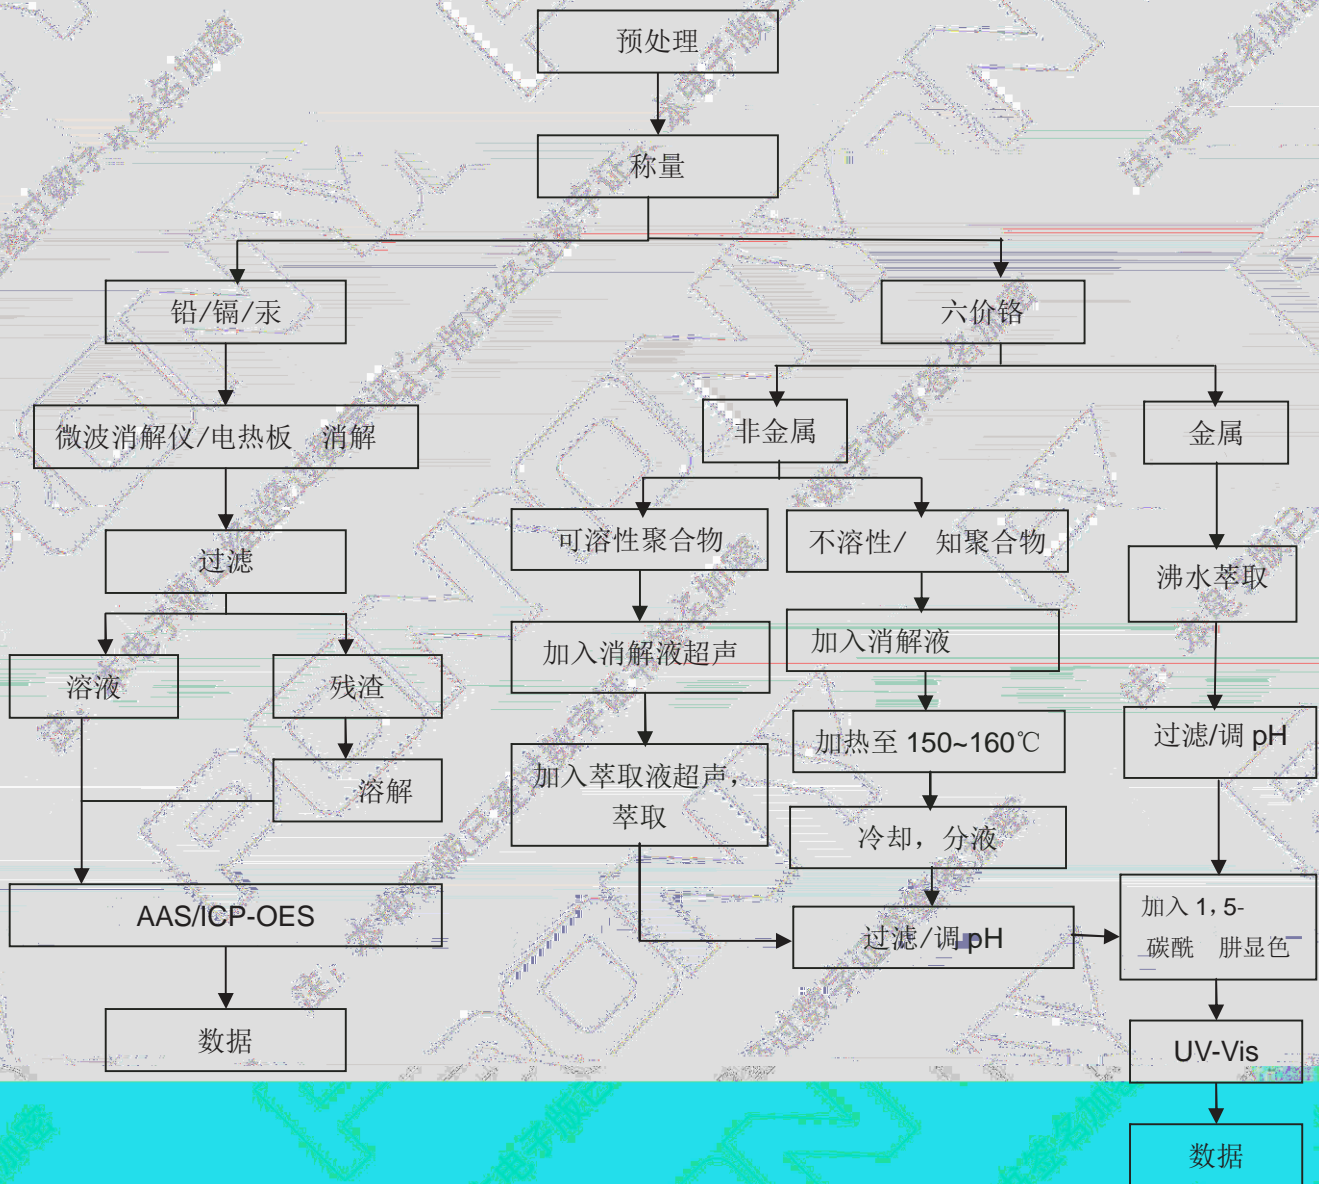 预处理
称量
铅/镉/汞
六价铬
微波消解仪/电热板 消解
非金属
金属
过滤
可溶性聚合物
不溶性/ 知聚合物
沸水萃取
溶液
残渣
加入消解液超声
加入消解液
过滤/调 pH
溶解
加入萃取液超声，
萃取
加热至 150~160℃
冷却，分液
AAS/ICP-OES
过滤/调 pH
加入 1，5-
碳酰 肼显色
数据
UV-Vis
数据